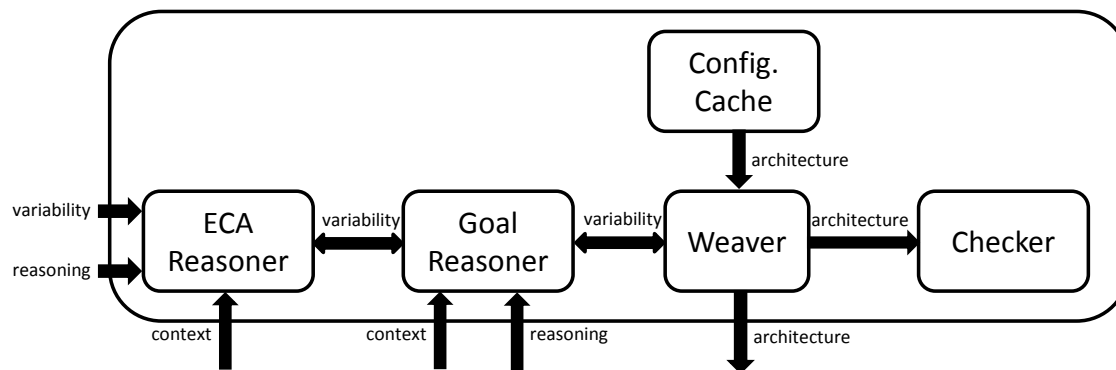 Config.
Cache
architecture
variability
ECA
Reasoner
variability
Goal
Reasoner
variability
Weaver
architecture
Checker
reasoning
context
context
reasoning
architecture